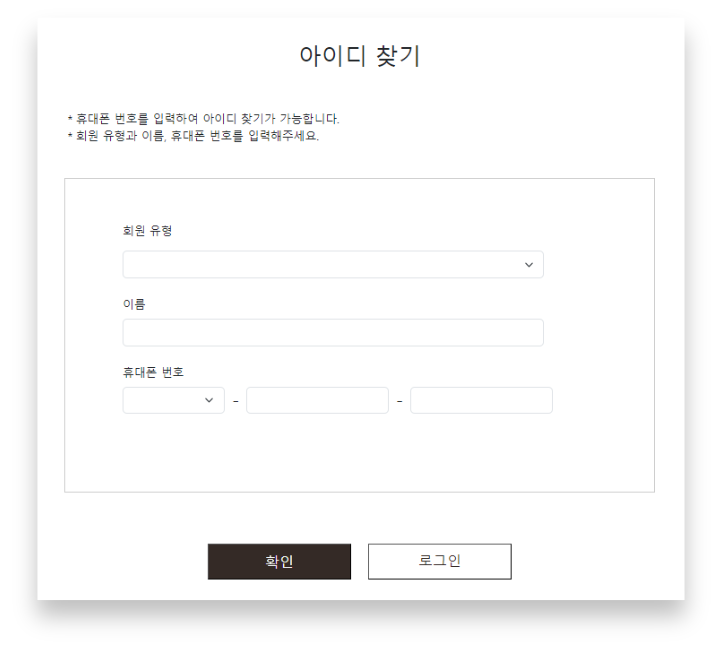 아이디 찾기
* 휴대폰 번호를 입력하여 아이디 찾기가 가능합니다.
* 회원 유형과 이름, 휴대폰 번호를 입력해주세요.
회원 유형
이름
휴대폰 번호
- -
확인 로그인